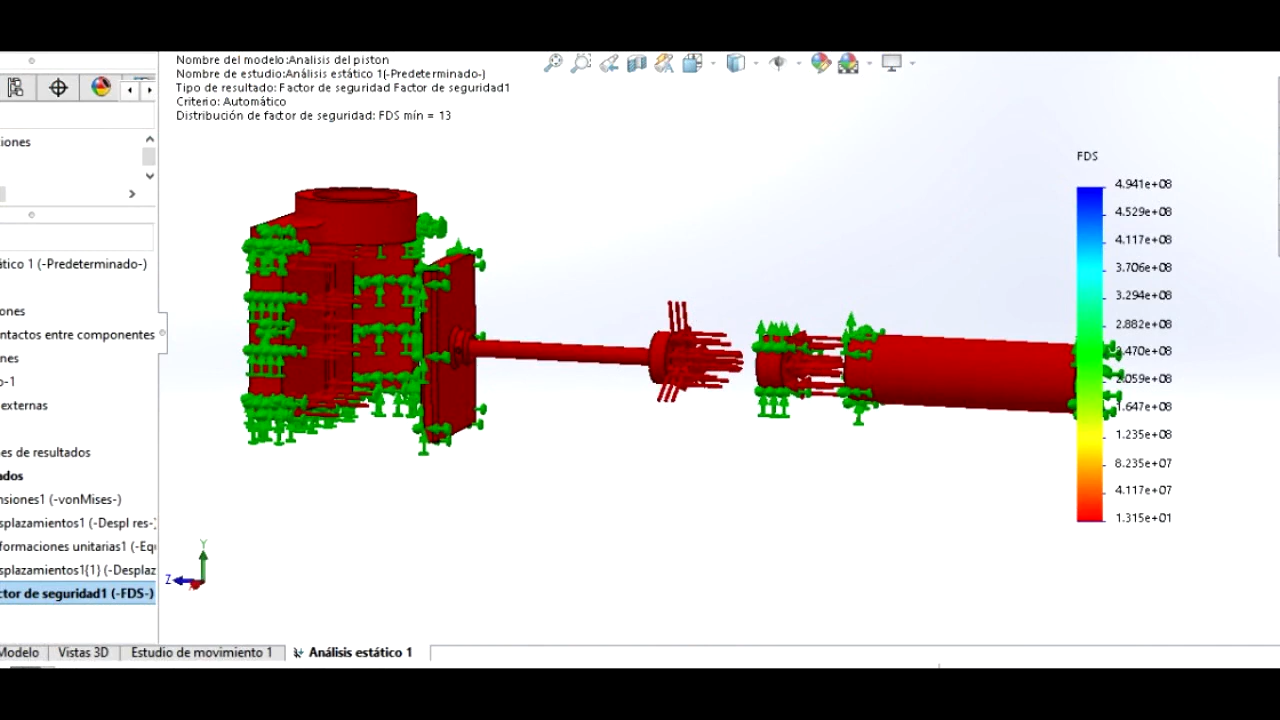 Nombre del modelo:Analisis del piston
Nombre de estudio:Análisis estático 1(-Predeterminado-)
Tipo de resultado: Factor de seguridad Factor de seguridad1
Criterio: Automático
Distribución de factor de seguridad: FDS mín = 13
iones
ático 1 (-Predeterminado-)
ones
ntactos entre componentes
nes
o-1
externas
es de resultados
ados
nsiones1 (-vonMises-)
splazamientos1 (-Despl res-)
formaciones unitarias1 (-Equ
splazamientos1{1} (-Desplaz
ctor de seguridad1 (-FDS-)
FDS
4.941e+08
4.529e+08
4.117e+08
3.706e+08
3.294e+08
2.882e+08
2.470e+08
2.059e+08
1.647e+08
1.235e+08
8.235e+07
4.117e+07
1.315e+01
Y
Z
Modelo
Vistas 3D
Estudio de movimiento 1
Análisis estático 1